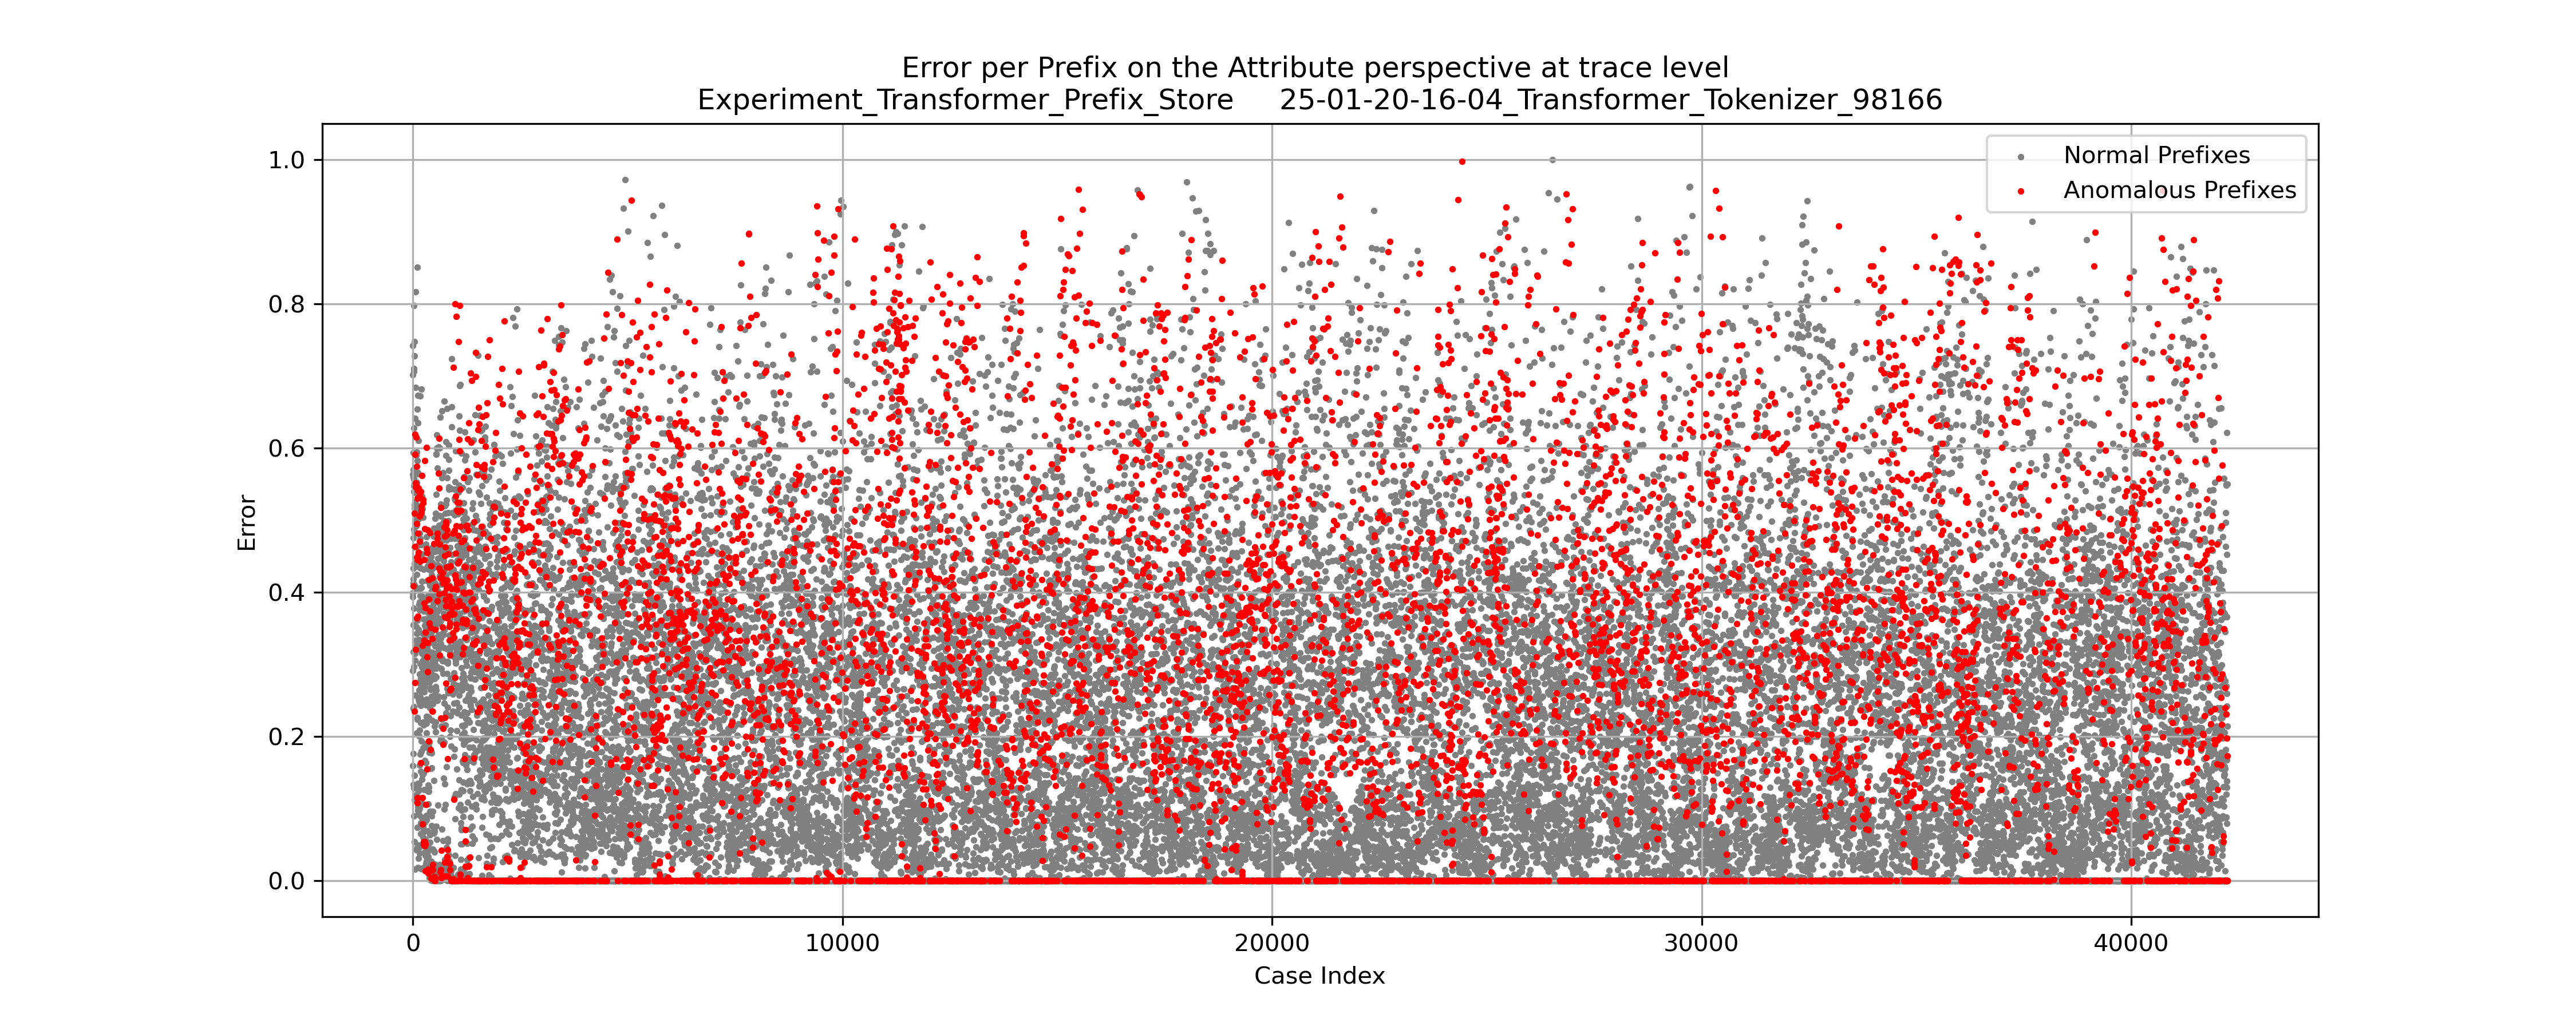 Error per Prefix on the Attribute perspective at trace level
Experiment_Transformer_Prefix_Store 25-01-20-16-04_Transformer_Tokenizer_98166
Normal Prefixes
Anomalous Prefixes
1.0
0.8
0.6
0.4
0.2
0.0
Error
0 10000 20000 30000 40000
Case Index